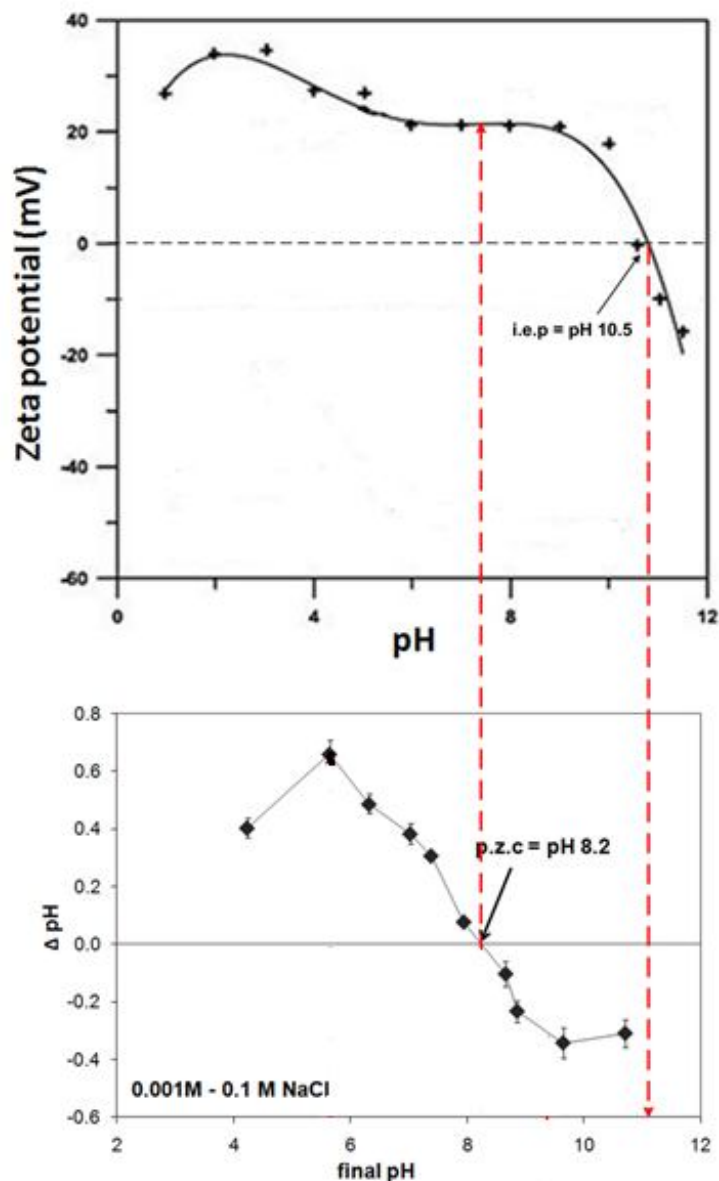 40
20
0
-20
-40
-60
Zeta potential (mV)
i.e.p = pH 10.5
0 4 8 12
pH
0.8
0.6
0.4
0.2
0.0
-0.2
-0.4
-0.6
Δ pH
p.z.c = pH 8.2
0.001M - 0.1 M NaCl
2 4 6 8 10 12
final pH